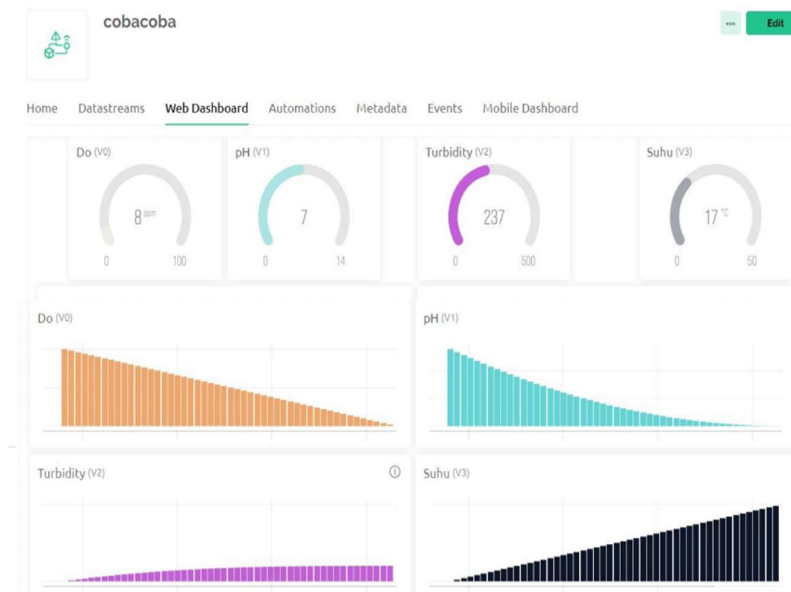 cobacoba
Edit
Home Datastreams Web Dashboard Automations Metadata Events Mobile Dashboard
Do (V0) pH (V1) Turbidity (V2) Suhu (V3)
8 ppm 7 237 17 °C
0 100 0 14 0 500 0 50
Do (V0) pH (V1)
Turbidity (V2) Suhu (V3)